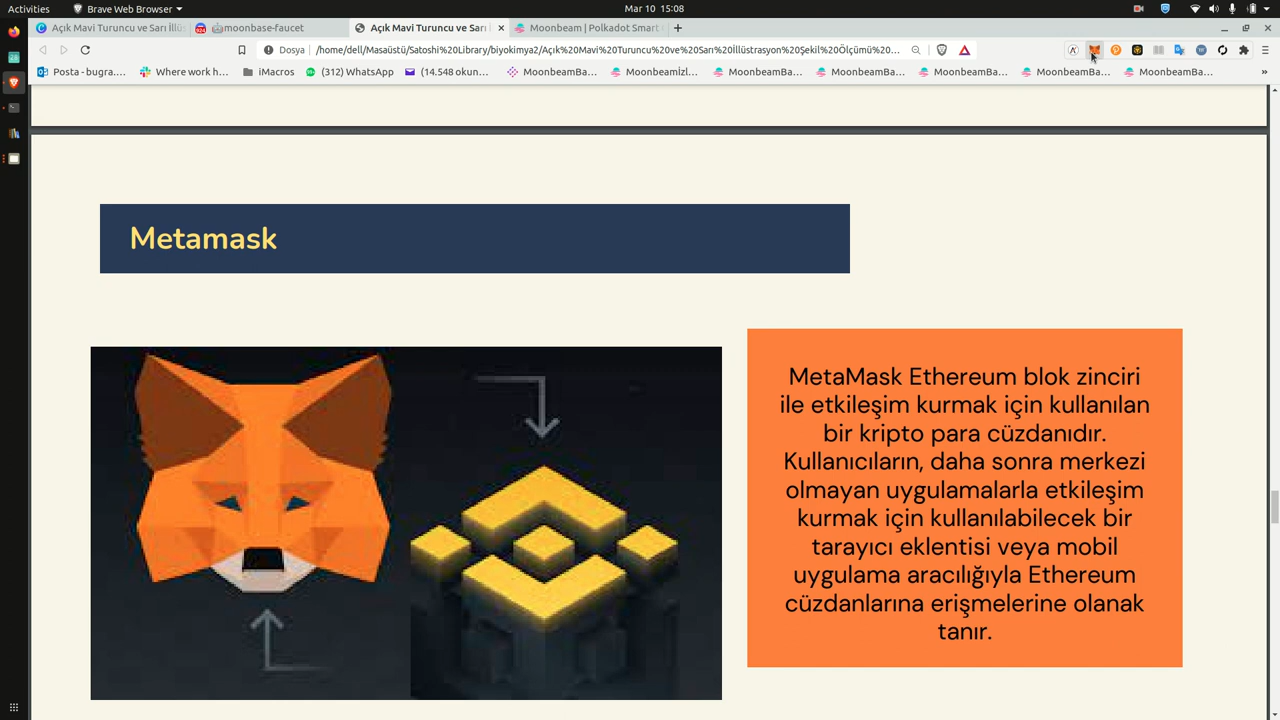 Activities
Brave Web Browser
Mar 10 15:08
Açık Mavi Turuncu ve Sarı İllüs
moonbase-faucet
Açık Mavi Turuncu ve Sarı
Moonbeam | Polkadot Smart C
Dosya
/home/dell/Masaüstü/Satoshi%20Library/biyokimya2/Açık%20Mavi%20Turuncu%20ve%20Sarı%20İllüstrasyon%20Şekil%20Ölçümü%20...
Posta - bugra....
Where work h...
iMacros
(312) WhatsApp
(14.548 okun...
MoonbeamBa...
Moonbeamİzl...
MoonbeamBa...
MoonbeamBa...
MoonbeamBa...
MoonbeamBa...
MoonbeamBa...
Metamask
MetaMask Ethereum blok zinciri
ile etkileşim kurmak için kullanılan
bir kripto para cüzdanıdır.
Kullanıcıların, daha sonra merkezi
olmayan uygulamalarla etkileşim
kurmak için kullanılabilecek bir
tarayıcı eklentisi veya mobil
uygulama aracılığıyla Ethereum
cüzdanlarına erişmelerine olanak
tanır.